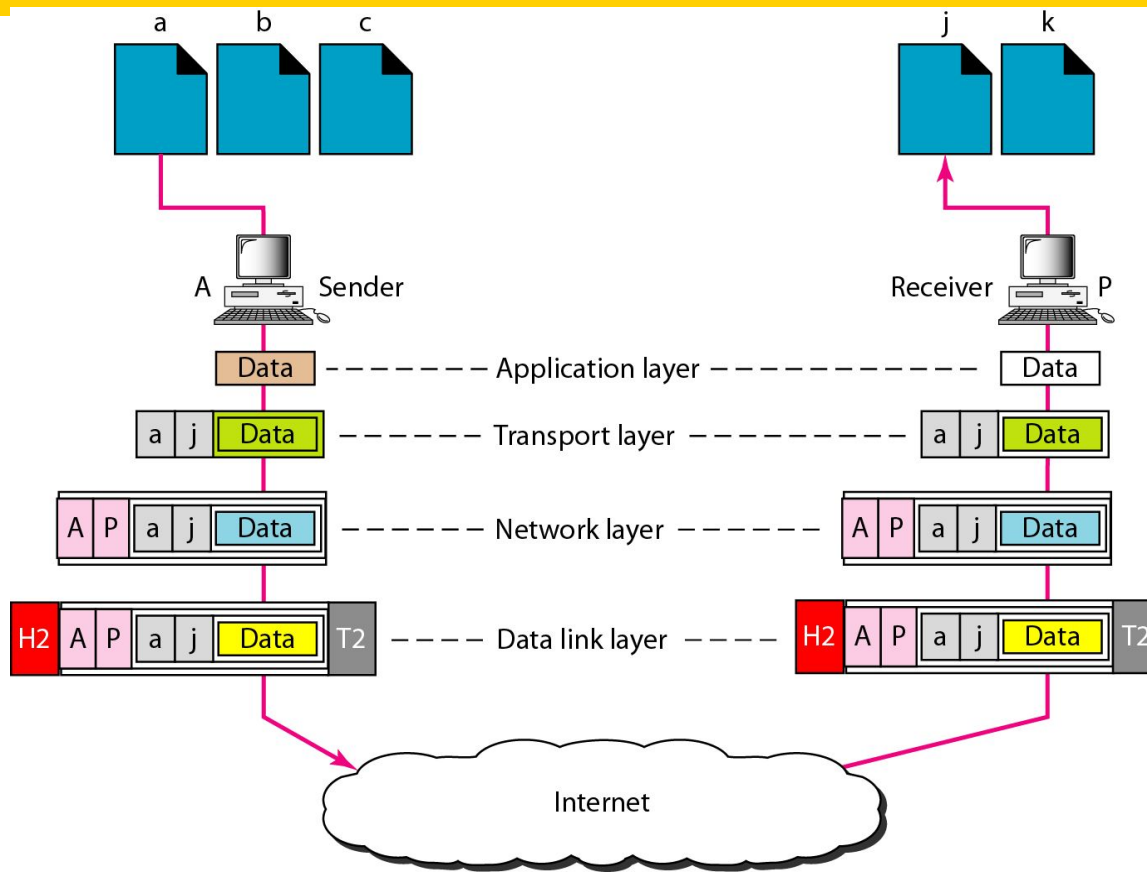 a b c j k
A Sender Receiver P
Data Application layer Data
a j Data Transport layer a j Data
A P a j Data Network layer A P a j Data
H2 A P a j Data T2 Data link layer H2 A P a j Data T2
Internet